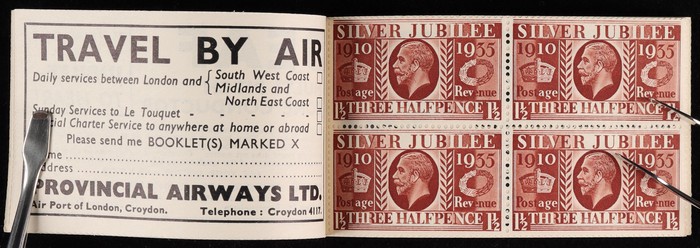 TRAVEL BY AIR
Daily services between London and { South West Coast
Midlands and
North East Coast
Sunday Services to Le Touquet - - - -
cial Charter Service to anywhere at home or abroad
Please send me BOOKLET(S) MARKED X
ame
ddress
PROVINCIAL AIRWAYS LTD.
Air Port of London, Croydon. Telephone : Croydon 4117.
SILVER JUBILEE
1910 1935
Postage Revenue
1½ THREE HALFPENCE 1½
SILVER JUBILEE
1910 1935
Postage Revenue
1½ THREE HALFPENCE 1½
SILVER JUBILEE
1910 1935
Postage Revenue
1½ THREE HALFPENCE 1½
SILVER JUBILEE
1910 1935
Postage Revenue
1½ THREE HALFPENCE 1½